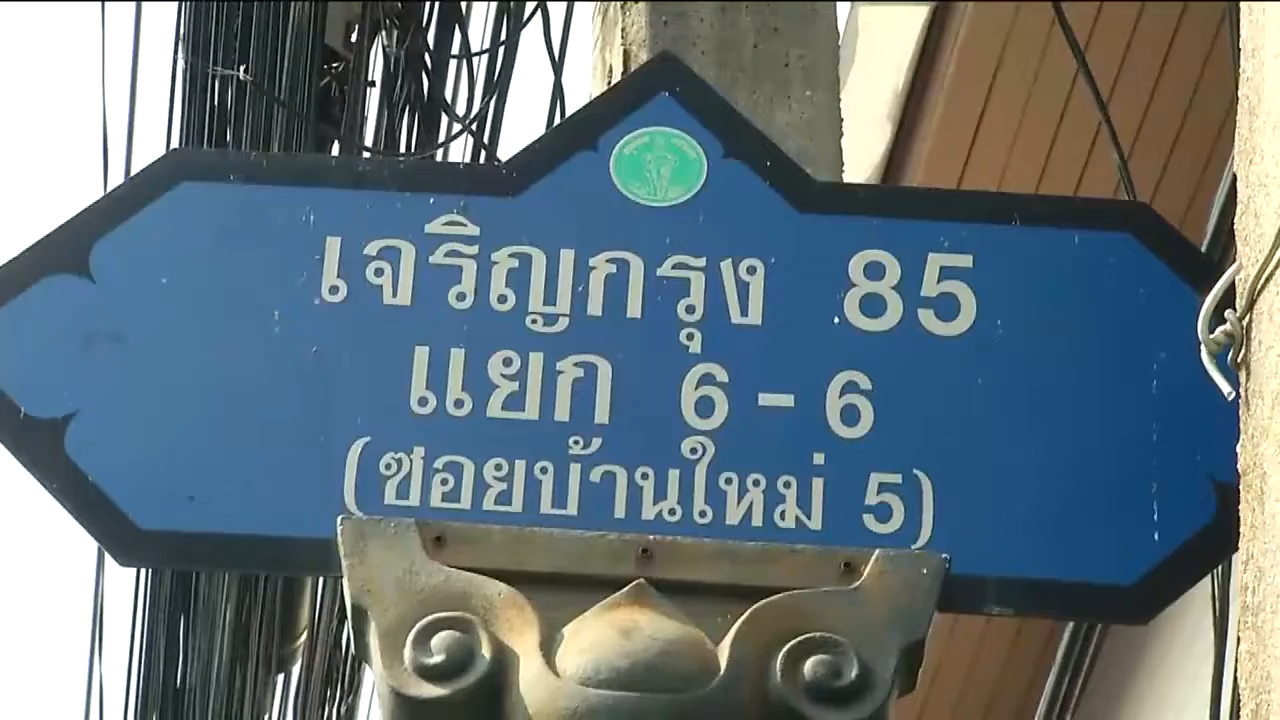 เจริญกรุง 85
แยก 6 - 6
(ซอยบ้านใหม่ 5)